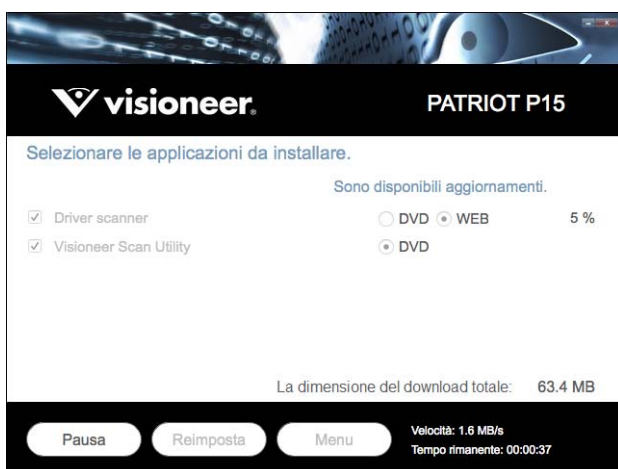 visioneer.
PATRIOT P15
Selezionare le applicazioni da installare.
Sono disponibili aggiornamenti.
Driver scanner DVD WEB 5 %
Visioneer Scan Utility DVD
La dimensione del download totale: 63.4 MB
Pausa Reimposta Menu
Velocità: 1.6 MB/s
Tempo rimanente: 00:00:37